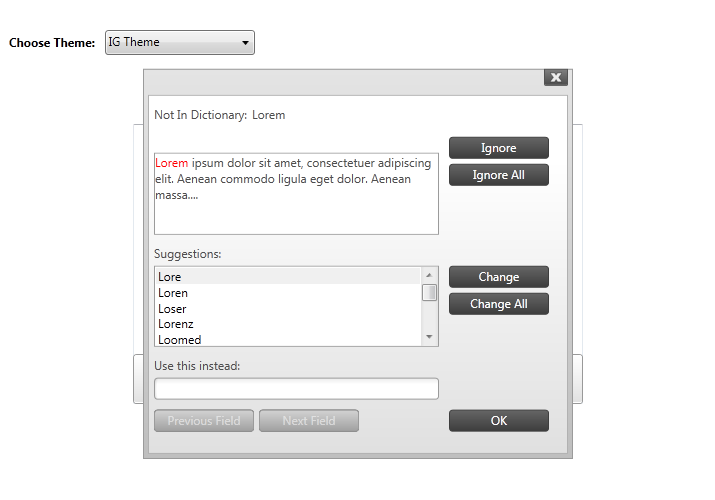 Choose Theme: IG Theme
Not In Dictionary: Lorem
Lorem ipsum dolor sit amet, consectetuer adipiscing
elit. Aenean commodo ligula eget dolor. Aenean
massa....
Ignore
Ignore All
Suggestions:
Lore
Loren
Loser
Lorenz
Loomed
Change
Change All
Use this instead:
Previous Field Next Field OK